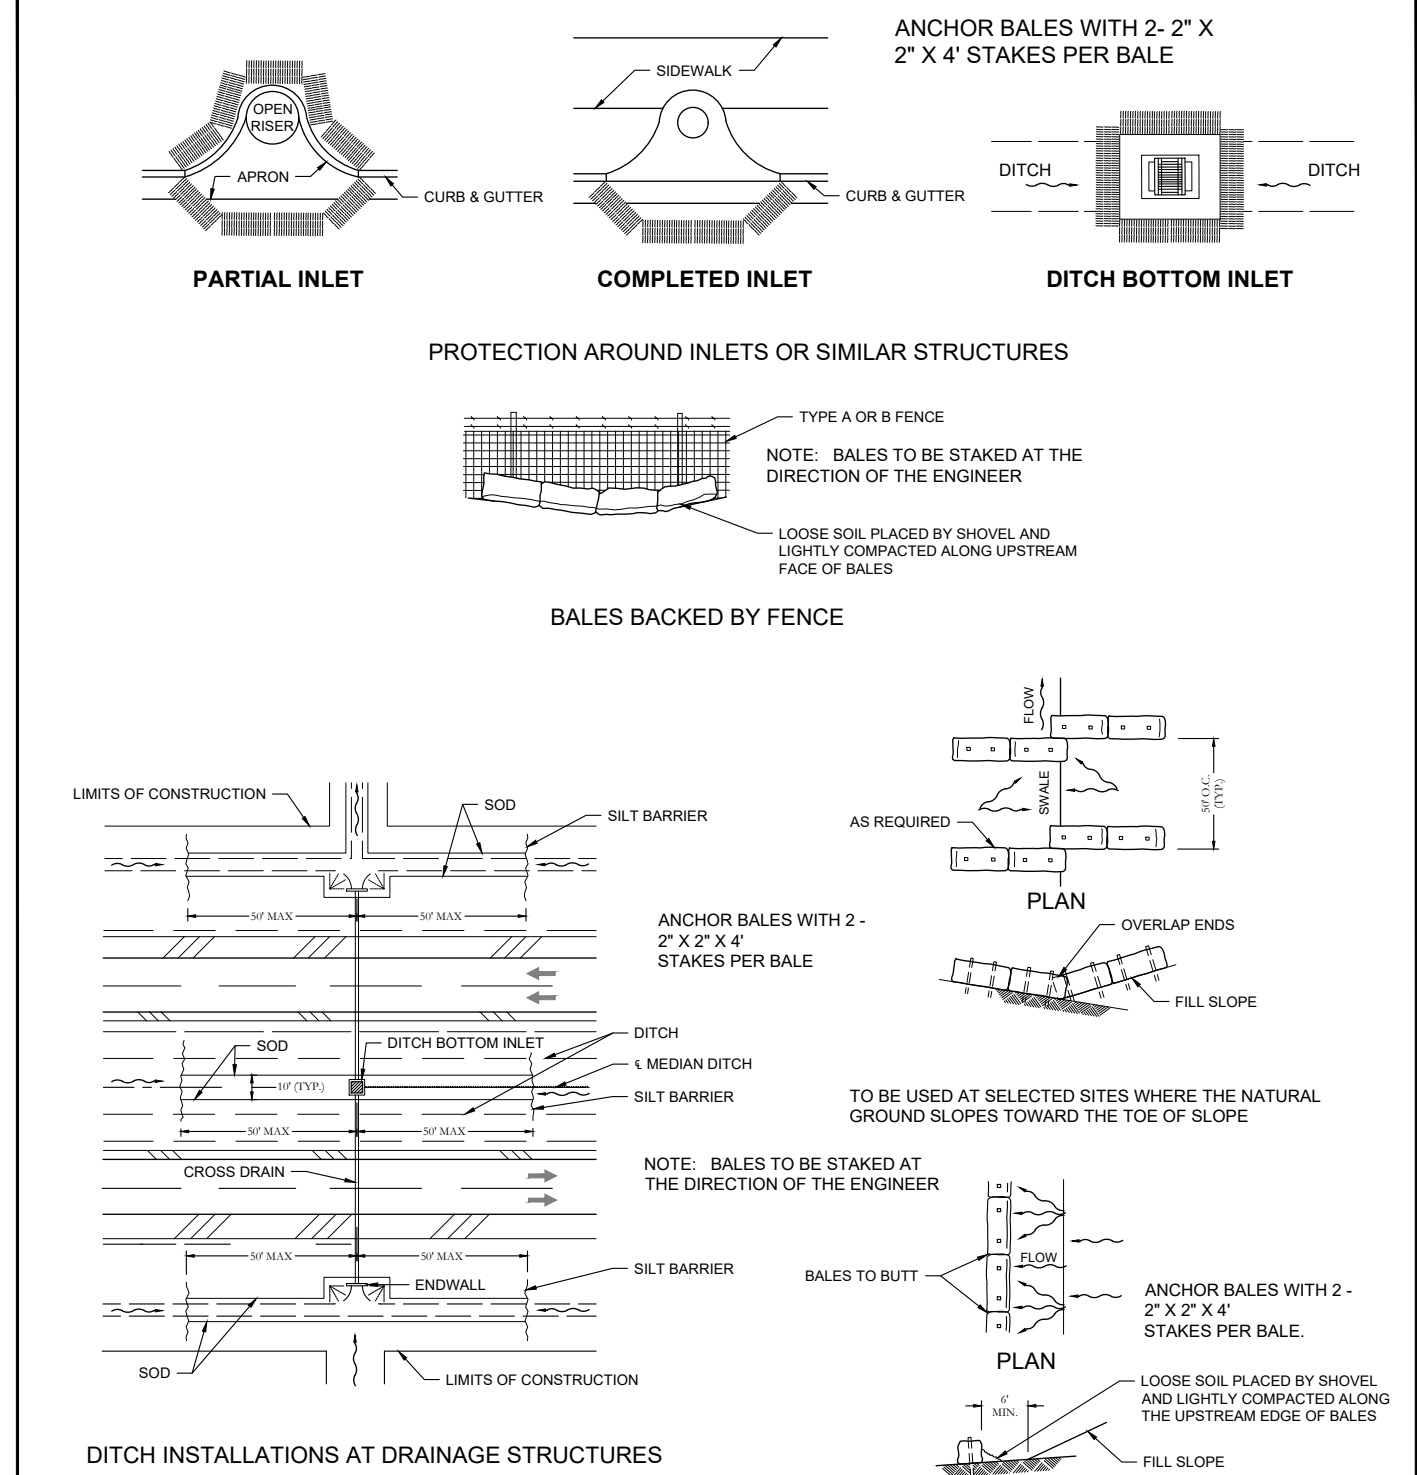 ANCHOR BALES WITH 2- 2" X
2" X 4' STAKES PER BALE
SIDEWALK
OPEN
RISER
APRON
CURB & GUTTER
CURB & GUTTER
DITCH
DITCH
PARTIAL INLET
COMPLETED INLET
DITCH BOTTOM INLET
PROTECTION AROUND INLETS OR SIMILAR STRUCTURES
TYPE A OR B FENCE
NOTE: BALES TO BE STAKED AT THE
DIRECTION OF THE ENGINEER
LOOSE SOIL PLACED BY SHOVEL AND
LIGHTLY COMPACTED ALONG UPSTREAM
FACE OF BALES
BALES BACKED BY FENCE
LIMITS OF CONSTRUCTION
SOD
SILT BARRIER
50' MAX
50' MAX
ANCHOR BALES WITH 2 -
2" X 2" X 4'
STAKES PER BALE
SOD
DITCH BOTTOM INLET
DITCH
℄ MEDIAN DITCH
10' (TYP.)
SILT BARRIER
50' MAX
50' MAX
CROSS DRAIN
NOTE: BALES TO BE STAKED AT
THE DIRECTION OF THE ENGINEER
50' MAX
50' MAX
SILT BARRIER
ENDWALL
SOD
LIMITS OF CONSTRUCTION
DITCH INSTALLATIONS AT DRAINAGE STRUCTURES
FLOW
SWALE
50' O.C.
(TYP.)
AS REQUIRED
PLAN
OVERLAP ENDS
FILL SLOPE
TO BE USED AT SELECTED SITES WHERE THE NATURAL
GROUND SLOPES TOWARD THE TOE OF SLOPE
FLOW
BALES TO BUTT
ANCHOR BALES WITH 2 -
2" X 2" X 4'
STAKES PER BALE.
PLAN
LOOSE SOIL PLACED BY SHOVEL
AND LIGHTLY COMPACTED ALONG
THE UPSTREAM EDGE OF BALES
6'
MIN.
FILL SLOPE